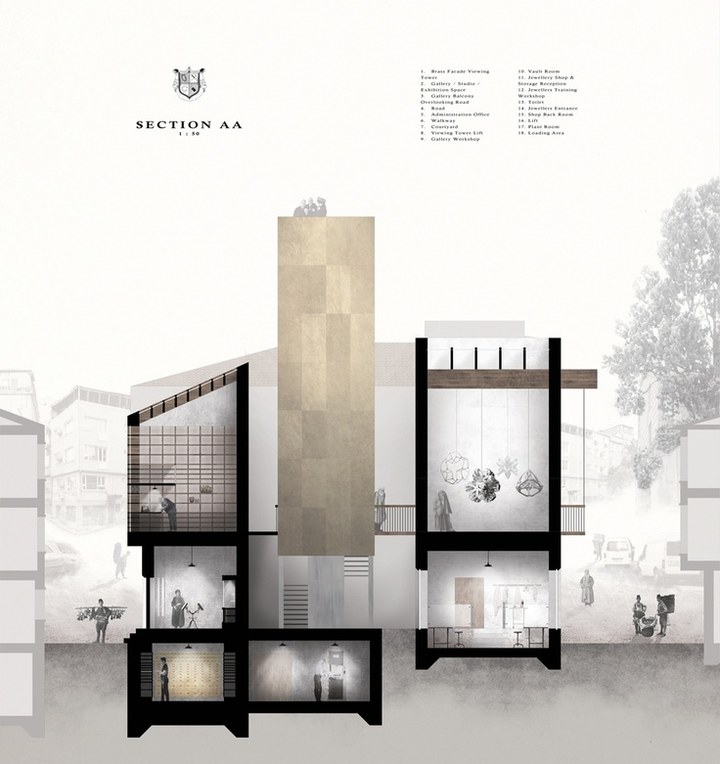 SECTION AA
1 : 50
1. Brass Facade Viewing
Tower
2. Gallery / Studio /
Exhibition Space
3. Gallery Balcony
Overlooking Road
4. Road
5. Administration Office
6. Walkway
7. Courtyard
8. Viewing Tower Lift
9. Gallery Workshop
10. Vault Room
11. Jewellery Shop &
Storage Reception
12. Jewellers Training
Workshop
13. Toilet
14. Jewellers Entrance
15. Shop Back Room
16. Lift
17. Plant Room
18. Loading Area